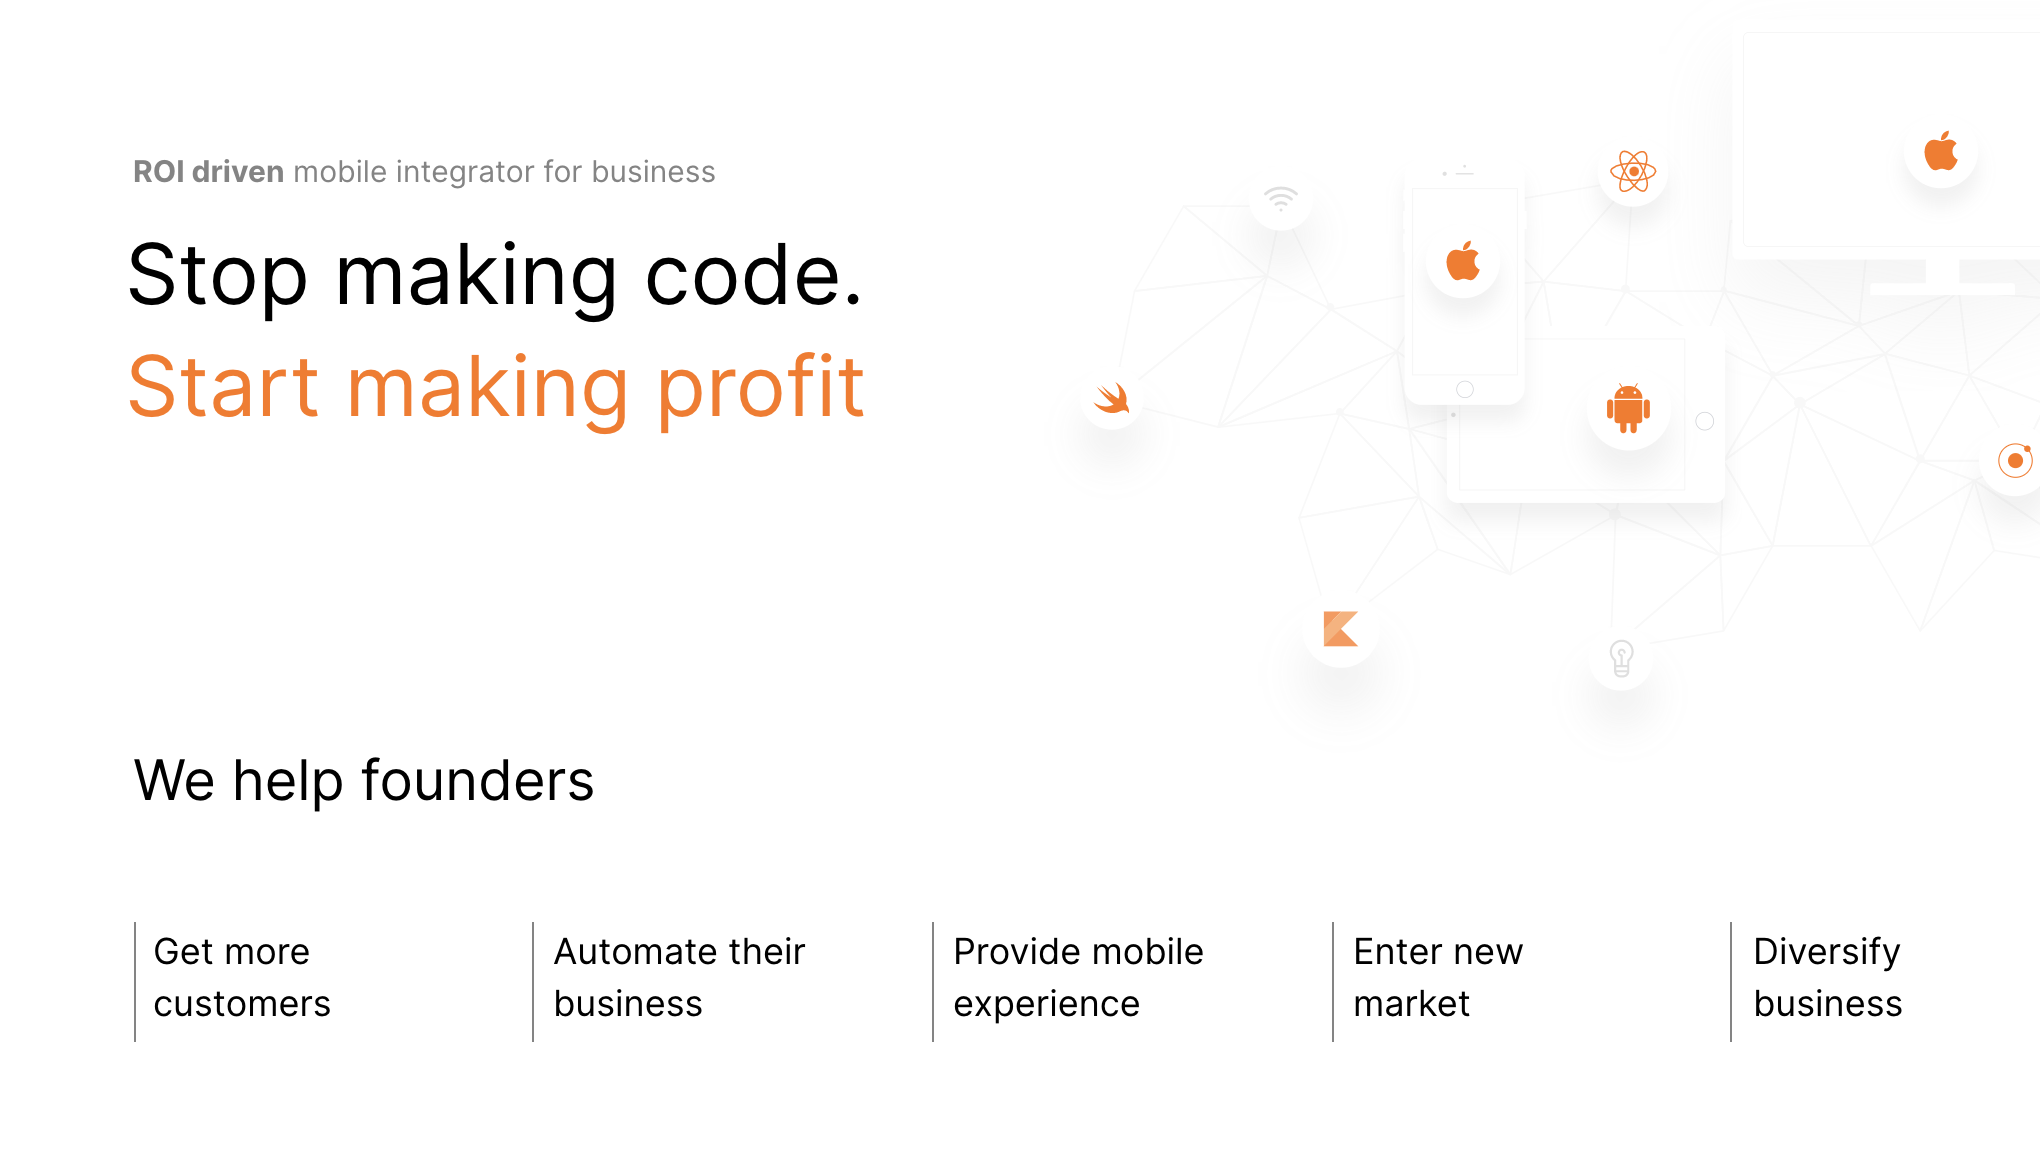 ROI driven mobile integrator for business
Stop making code.
Start making profit
We help founders
Get more
customers
Automate their
business
Provide mobile
experience
Enter new
market
Diversify
business